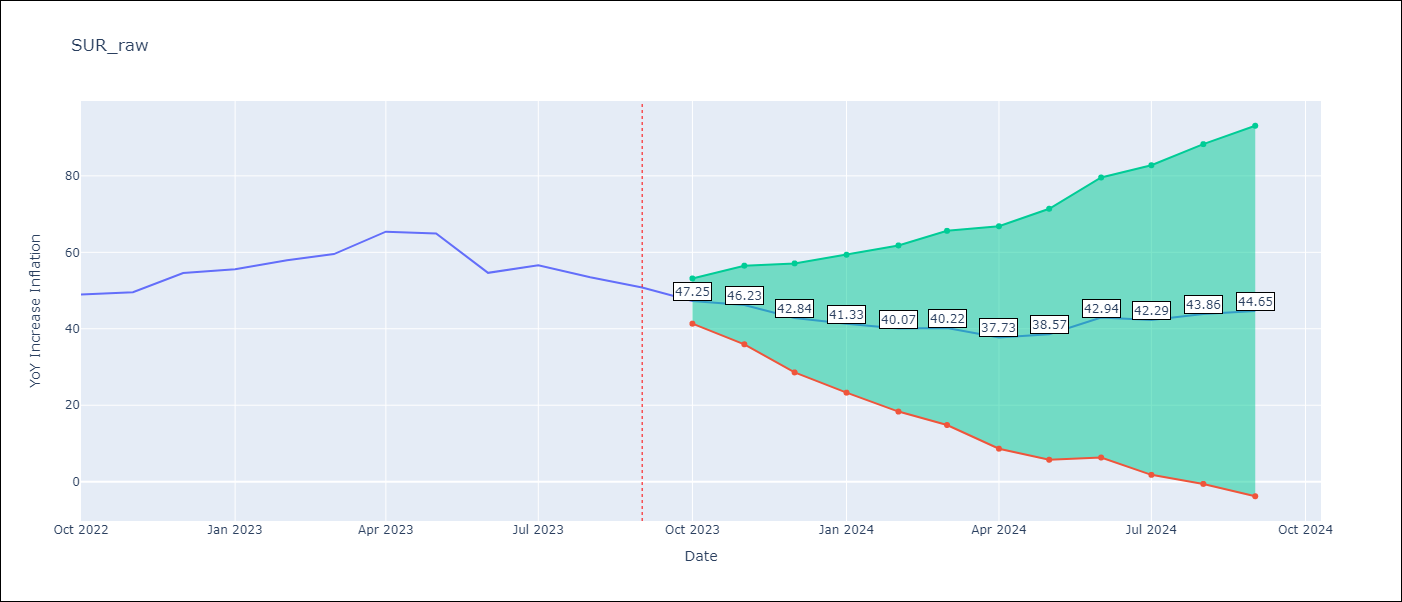 SUR_raw
YoY Increase Inflation
80
60
40
20
0
47.25
46.23
42.84
41.33
40.07
40.22
37.73
38.57
42.94
42.29
43.86
44.65
Oct 2022
Jan 2023
Apr 2023
Jul 2023
Oct 2023
Jan 2024
Apr 2024
Jul 2024
Oct 2024
Date